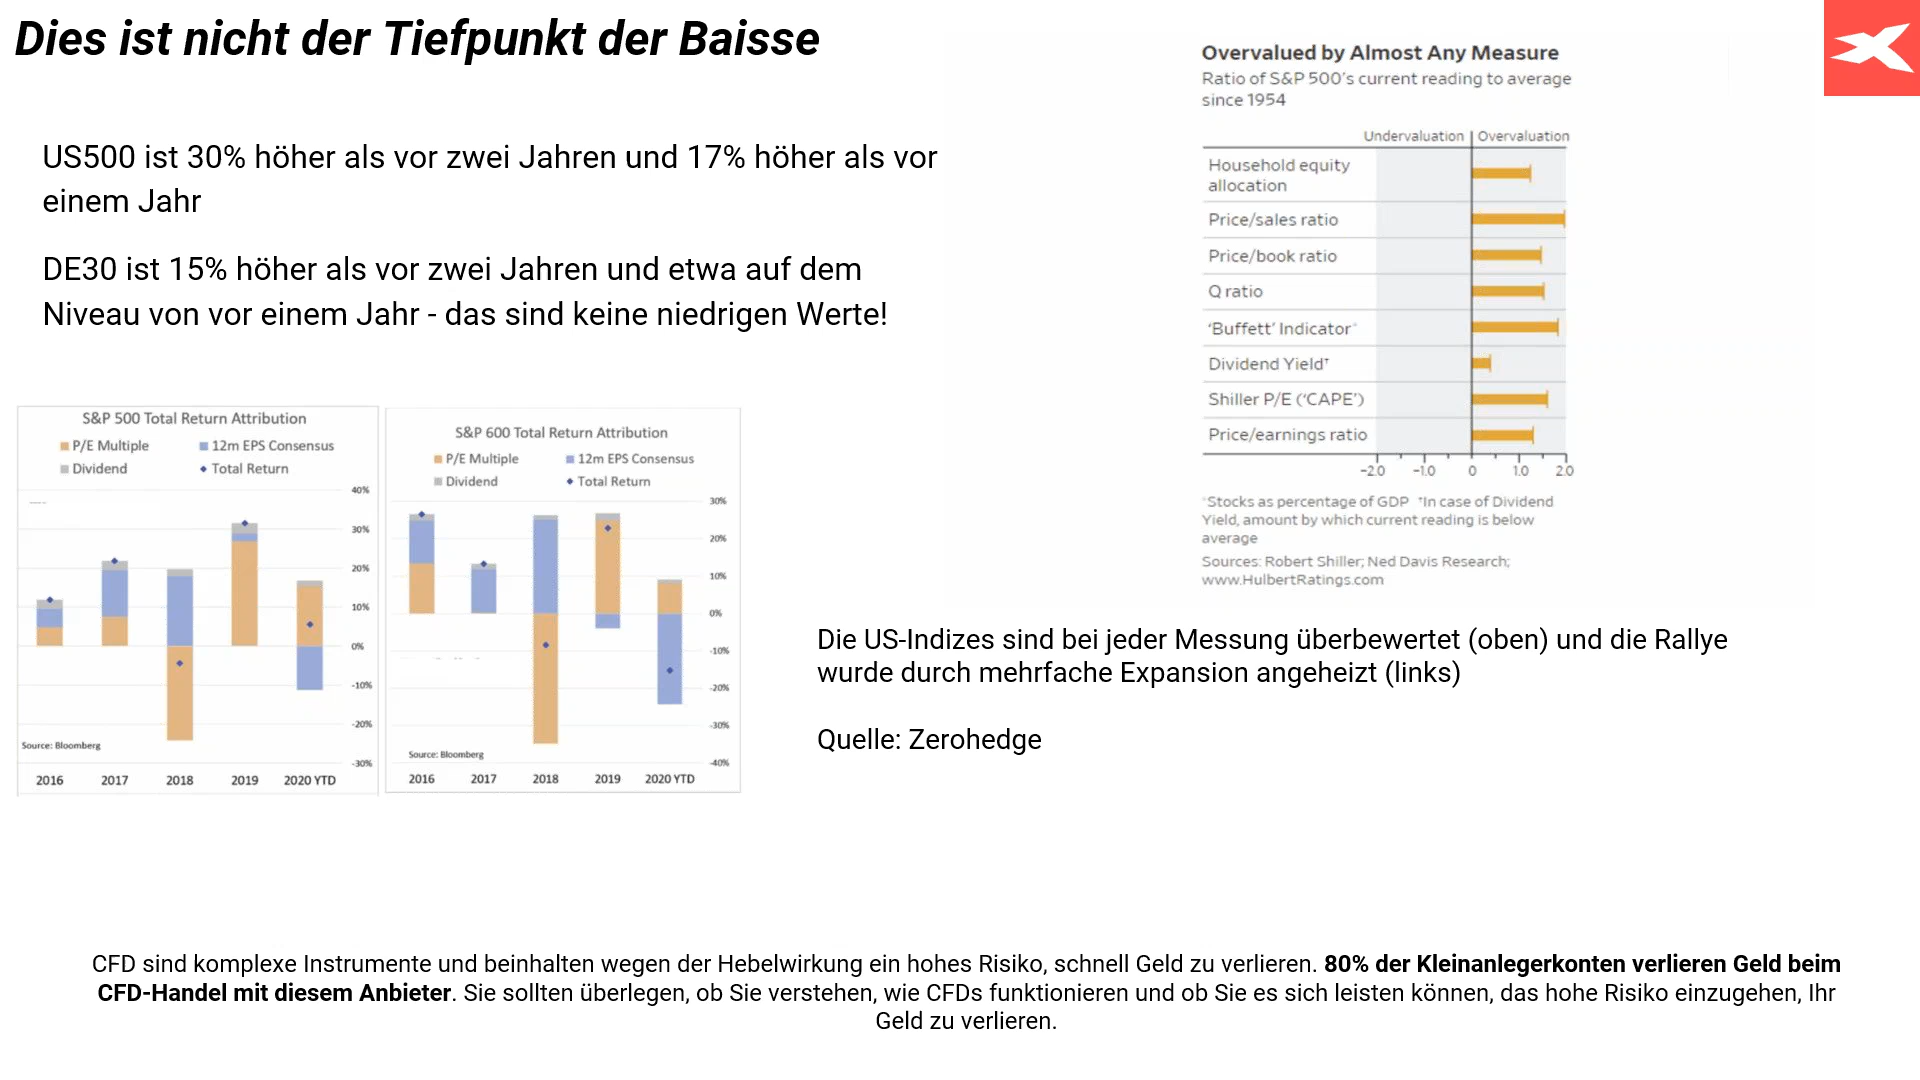 Dies ist nicht der Tiefpunkt der Baisse
US500 ist 30% höher als vor zwei Jahren und 17% höher als vor
einem Jahr
DE30 ist 15% höher als vor zwei Jahren und etwa auf dem
Niveau von vor einem Jahr - das sind keine niedrigen Werte!
Overvalued by Almost Any Measure
Ratio of S&P 500's current reading to average
since 1954
Undervaluation | Overvaluation
Household equity
allocation
Price/sales ratio
Price/book ratio
Q ratio
'Buffett' Indicator*
Dividend Yield†
Shiller P/E ('CAPE')
Price/earnings ratio
-2.0 -1.0 0 1.0 2.0
*Stocks as percentage of GDP †In case of Dividend
Yield, amount by which current reading is below
average
Sources: Robert Shiller; Ned Davis Research;
www.HulbertRatings.com
S&P 500 Total Return Attribution
P/E Multiple 12m EPS Consensus
Dividend Total Return
40%
30%
20%
10%
0%
-10%
-20%
-30%
Source: Bloomberg
2016 2017 2018 2019 2020 YTD
S&P 600 Total Return Attribution
P/E Multiple 12m EPS Consensus
Dividend Total Return
30%
20%
10%
0%
-10%
-20%
-30%
-40%
Source: Bloomberg
2016 2017 2018 2019 2020 YTD
Die US-Indizes sind bei jeder Messung überbewertet (oben) und die Rallye
wurde durch mehrfache Expansion angeheizt (links)
Quelle: Zerohedge
CFD sind komplexe Instrumente und beinhalten wegen der Hebelwirkung ein hohes Risiko, schnell Geld zu verlieren. 80% der Kleinanlegerkonten verlieren Geld beim
CFD-Handel mit diesem Anbieter. Sie sollten überlegen, ob Sie verstehen, wie CFDs funktionieren und ob Sie es sich leisten können, das hohe Risiko einzugehen, Ihr
Geld zu verlieren.